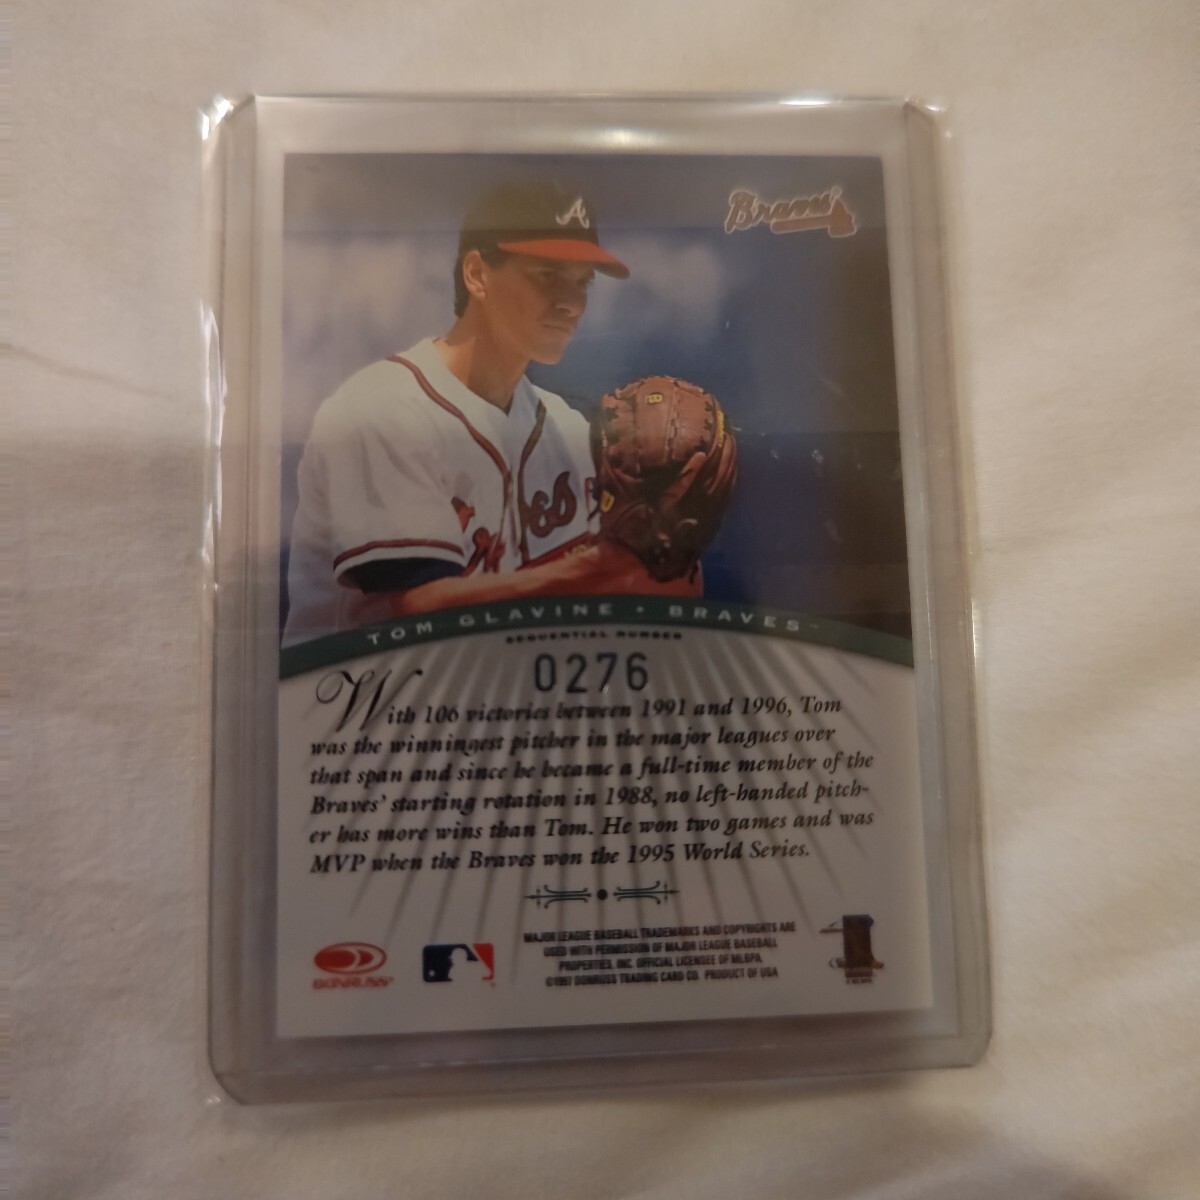 A
Braves
B
TOM GLAVINE • BRAVES™
SEQUENTIAL NUMBER
0276
With 106 victories between 1991 and 1996, Tom
was the winningest pitcher in the major leagues over
that span and since he became a full-time member of the
Braves' starting rotation in 1988, no left-handed pitch-
er has more wins than Tom. He won two games and was
MVP when the Braves won the 1995 World Series.
MAJOR LEAGUE BASEBALL TRADEMARKS AND COPYRIGHTS ARE
USED WITH PERMISSION OF MAJOR LEAGUE BASEBALL
PROPERTIES, INC. OFFICIAL LICENSEE OF MLBPA.
©1997 DONRUSS TRADING CARD CO. PRODUCT OF USA
DONRUSS